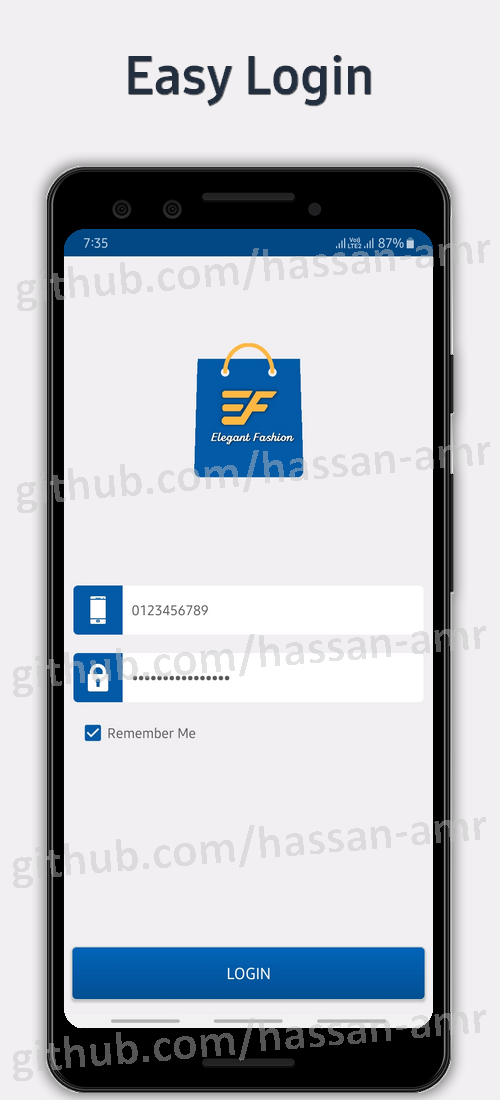 Easy Login
7:35
Vo)) LTE2 87%
github.com/hassan-amr
EF
Elegant Fashion
github.com/hassan-amr
0123456789
github.com/hassan-amr
••••••••••••••••
Remember Me
github.com/hassan-amr
LOGIN
github.com/hassan-amr